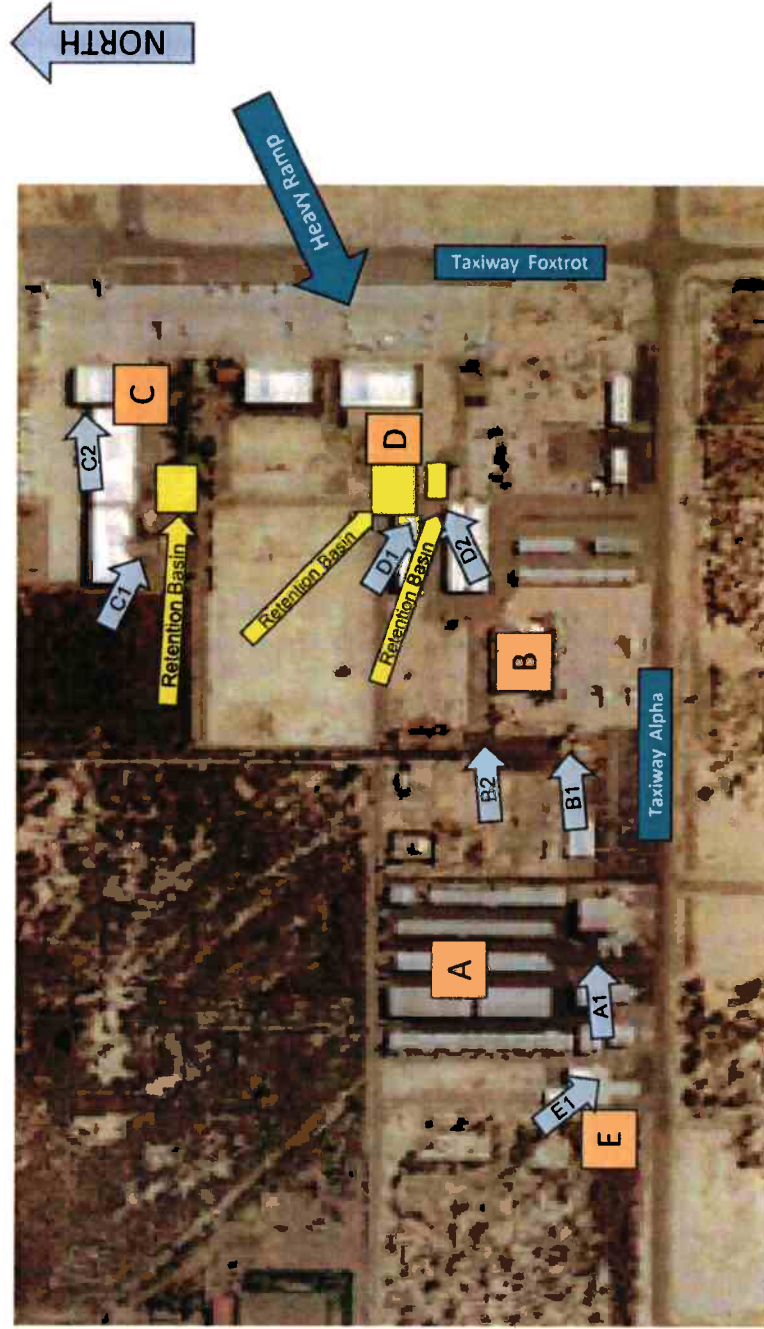 NORTH
Heavy Ramp
Taxiway Foxtrot
C
C2
C1
Retention Basin
D
Retention Basin
D1
Retention Basin
D2
B
B2
B1
Taxiway Alpha
A
A1
E1
E